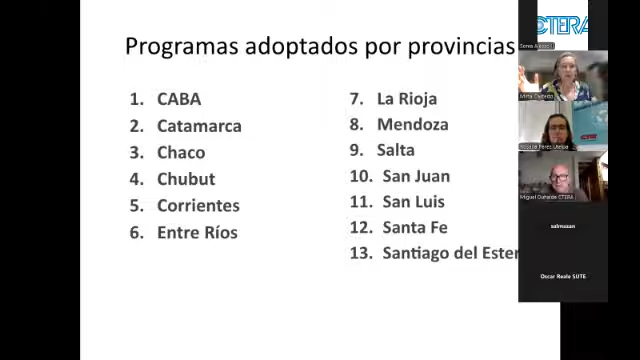 Programas adoptados por provincias
1. CABA
2. Catamarca
3. Chaco
4. Chubut
5. Corrientes
6. Entre Ríos
7. La Rioja
8. Mendoza
9. Salta
10. San Juan
11. San Luis
12. Santa Fe
13. Santiago del Ester
CTERA
Miguel Duhalde CTERA
salmazan
Oscar Reale SUTE